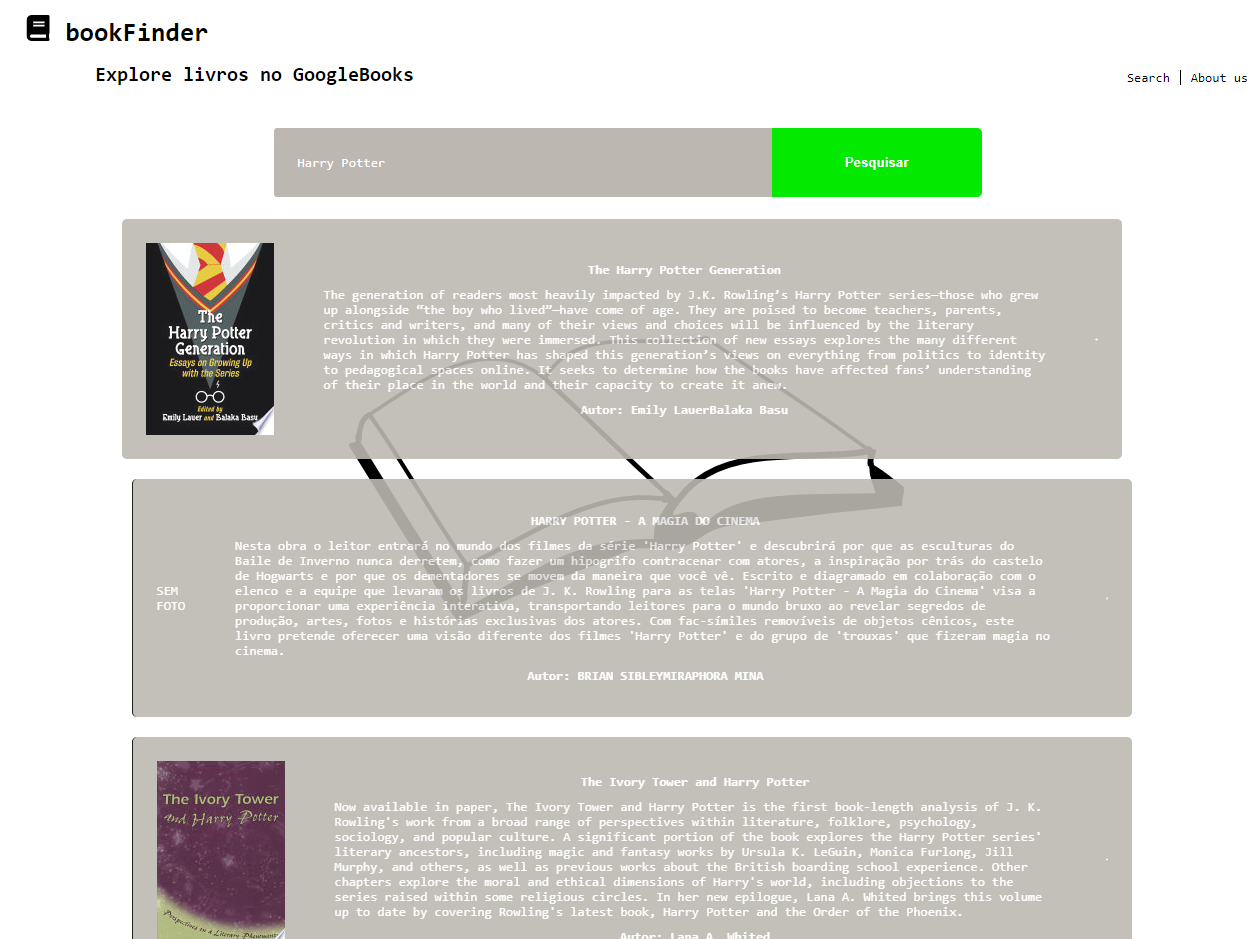 bookFinder
Explore livros no GoogleBooks
Search | About us
Harry Potter
Pesquisar
The
Harry Potter
Generation
Essays on Growing Up
with the Series
Edited by
Emily Lauer and Balaka Basu
The Harry Potter Generation
The generation of readers most heavily impacted by J.K. Rowling’s Harry Potter series—those who grew
up alongside “the boy who lived”—have come of age. They are poised to become teachers, parents,
critics and writers, and many of their views and choices will be influenced by the literary
revolution in which they were immersed. This collection of new essays explores the many different
ways in which Harry Potter has shaped this generation’s views on everything from politics to identity
to pedagogical spaces online. It seeks to determine how the books have affected fans’ understanding
of their place in the world and their capacity to create it anew.
Autor: Emily LauerBalaka Basu
SEM
FOTO
HARRY POTTER - A MAGIA DO CINEMA
Nesta obra o leitor entrará no mundo dos filmes da série 'Harry Potter' e descubrirá por que as esculturas do
Baile de Inverno nunca derretem, como fazer um hipogrifo contracenar com atores, a inspiração por trás do castelo
de Hogwarts e por que os dementadores se movem da maneira que você vê. Escrito e diagramado em colaboração com o
elenco e a equipe que levaram os livros de J. K. Rowling para as telas 'Harry Potter - A Magia do Cinema' visa a
proporcionar uma experiência interativa, transportando leitores para o mundo bruxo ao revelar segredos de
produção, artes, fotos e histórias exclusivas dos atores. Com fac-símiles removíveis de objetos cênicos, este
livro pretende oferecer uma visão diferente dos filmes 'Harry Potter' e do grupo de 'trouxas' que fizeram magia no
cinema.
Autor: BRIAN SIBLEYMIRAPHORA MINA
The Ivory Tower
and Harry Potter
Perspectives on a Literary Phenomenon
The Ivory Tower and Harry Potter
Now available in paper, The Ivory Tower and Harry Potter is the first book-length analysis of J. K.
Rowling's work from a broad range of perspectives within literature, folklore, psychology,
sociology, and popular culture. A significant portion of the book explores the Harry Potter series'
literary ancestors, including magic and fantasy works by Ursula K. LeGuin, Monica Furlong, Jill
Murphy, and others, as well as previous works about the British boarding school experience. Other
chapters explore the moral and ethical dimensions of Harry's world, including objections to the
series raised within some religious circles. In her new epilogue, Lana A. Whited brings this volume
up to date by covering Rowling's latest book, Harry Potter and the Order of the Phoenix.
Autor: Lana A. Whited